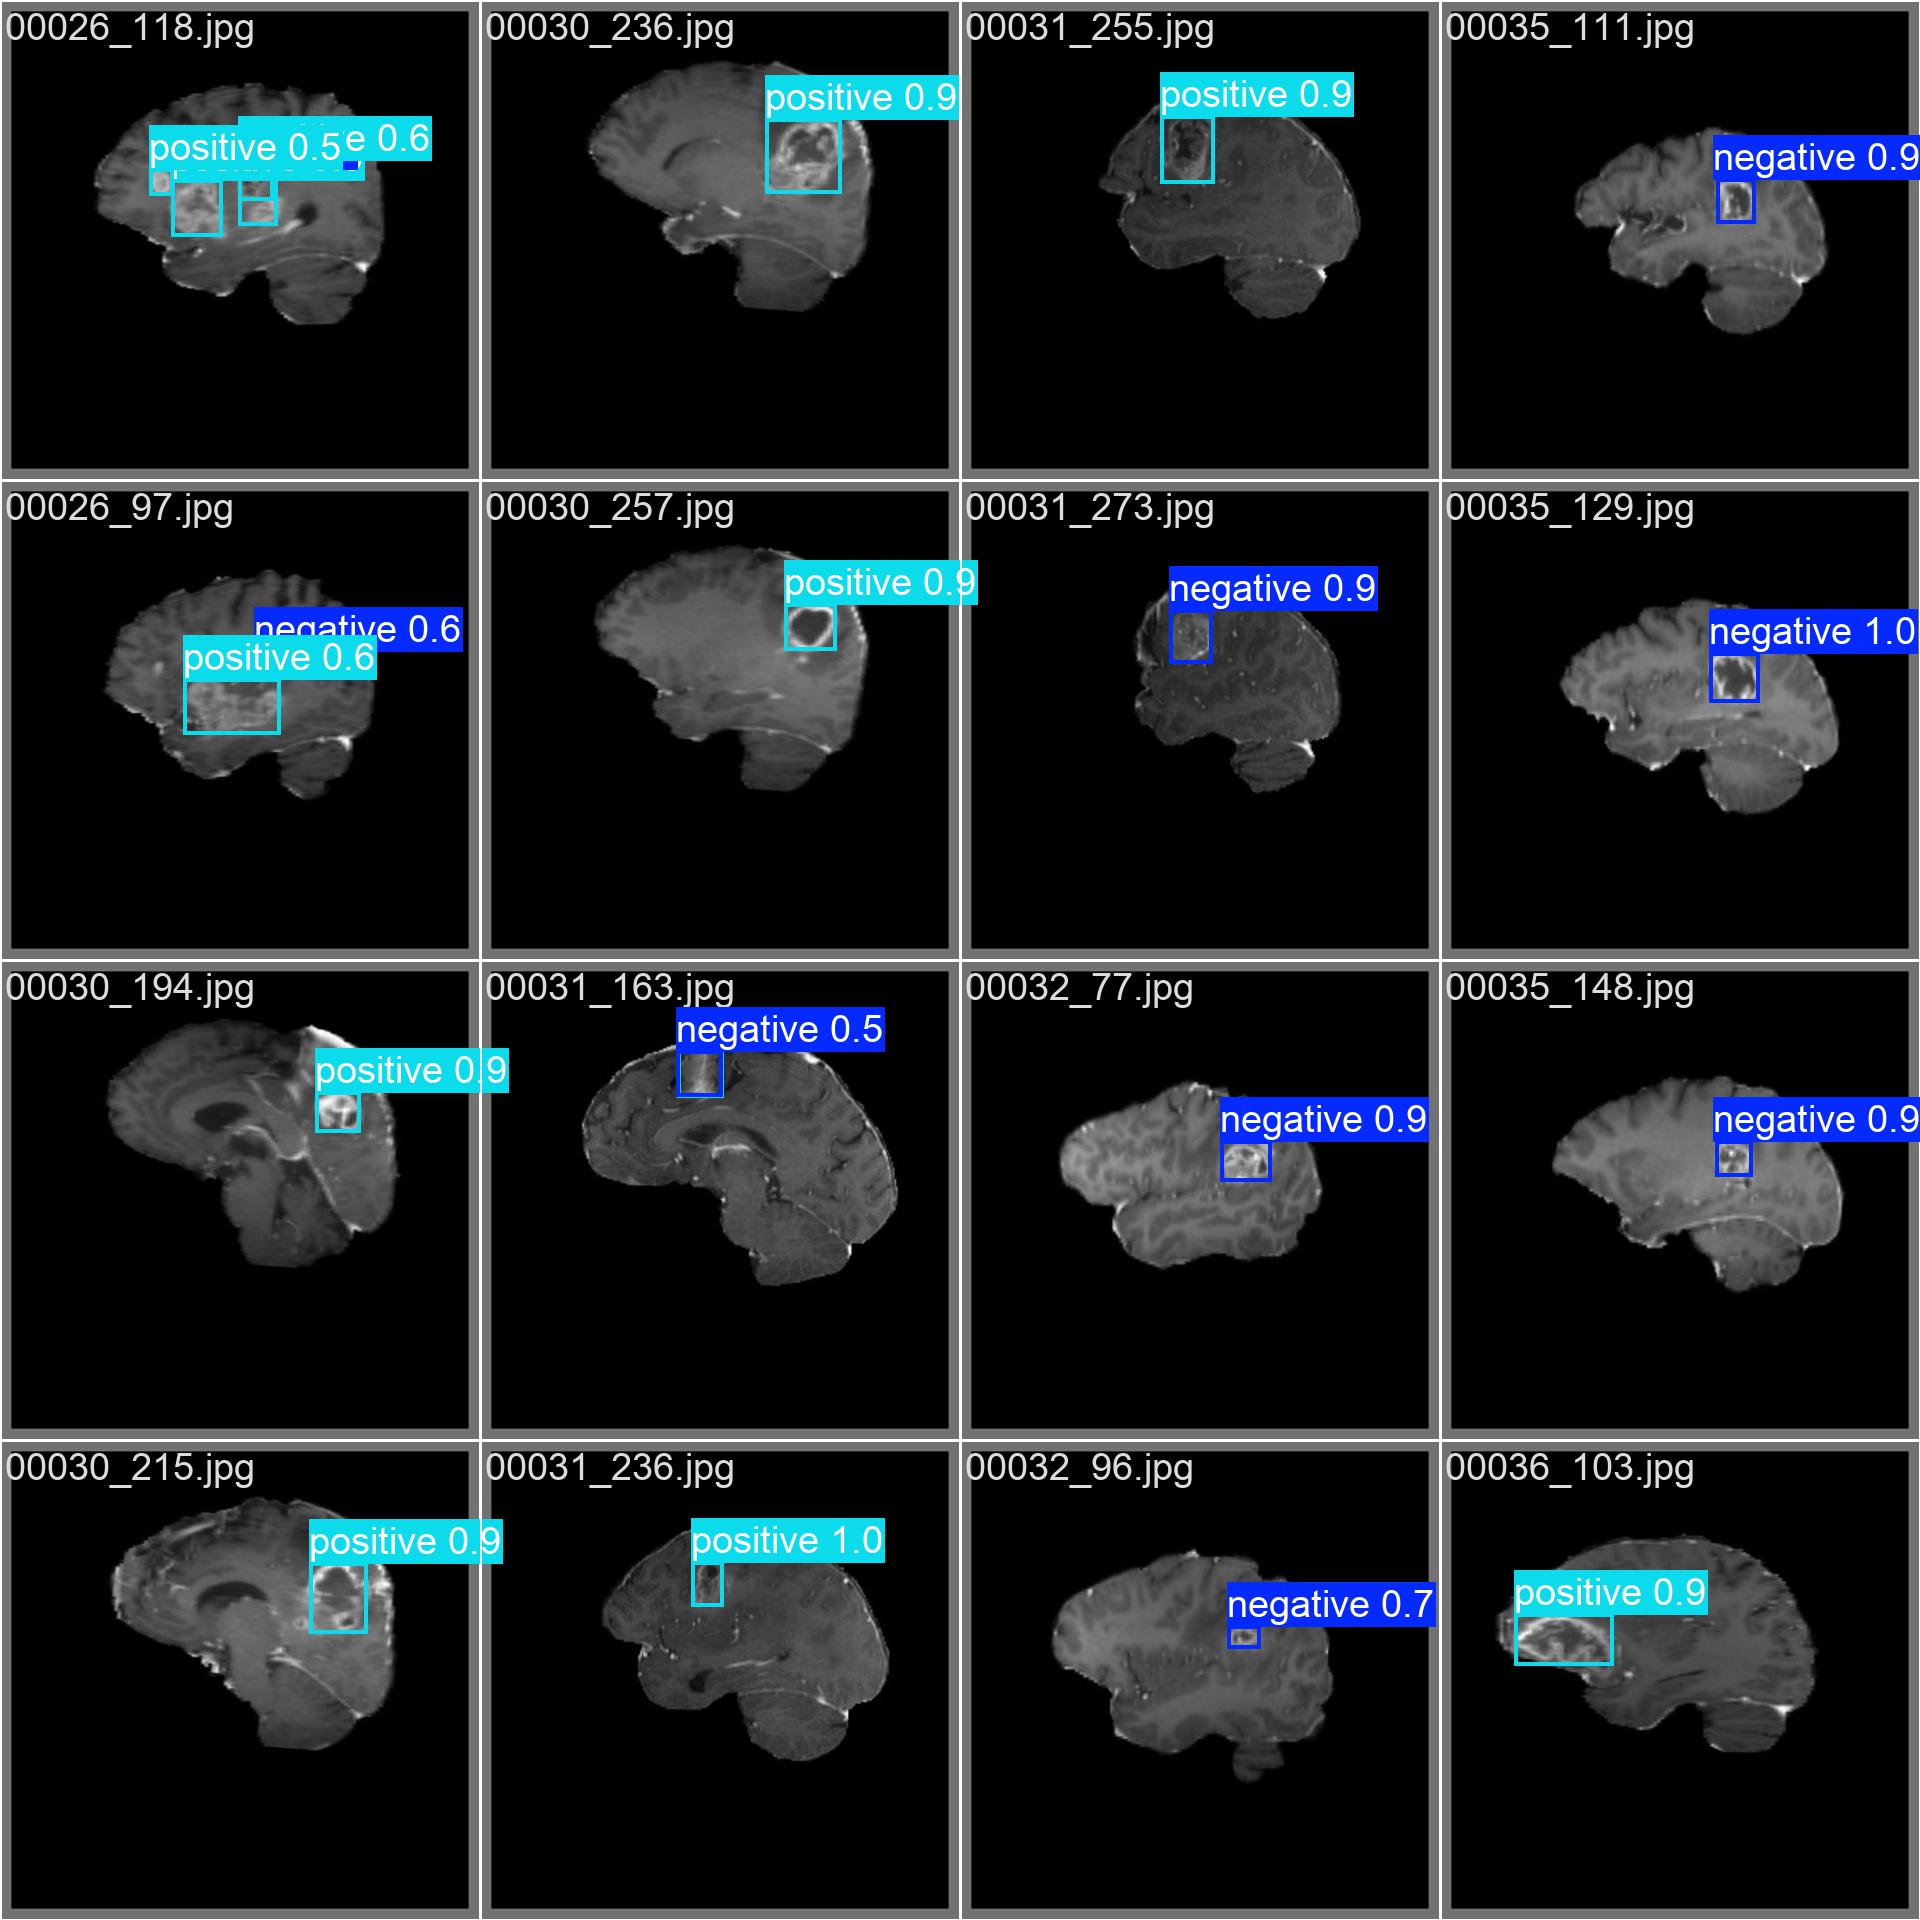 00026_118.jpg
positive 0.5
e 0.6
00030_236.jpg
positive 0.9
00031_255.jpg
positive 0.9
00035_111.jpg
negative 0.9
00026_97.jpg
negative 0.6
positive 0.6
00030_257.jpg
positive 0.9
00031_273.jpg
negative 0.9
00035_129.jpg
negative 1.0
00030_194.jpg
positive 0.9
00031_163.jpg
negative 0.5
00032_77.jpg
negative 0.9
00035_148.jpg
negative 0.9
00030_215.jpg
positive 0.9
00031_236.jpg
positive 1.0
00032_96.jpg
negative 0.7
00036_103.jpg
positive 0.9